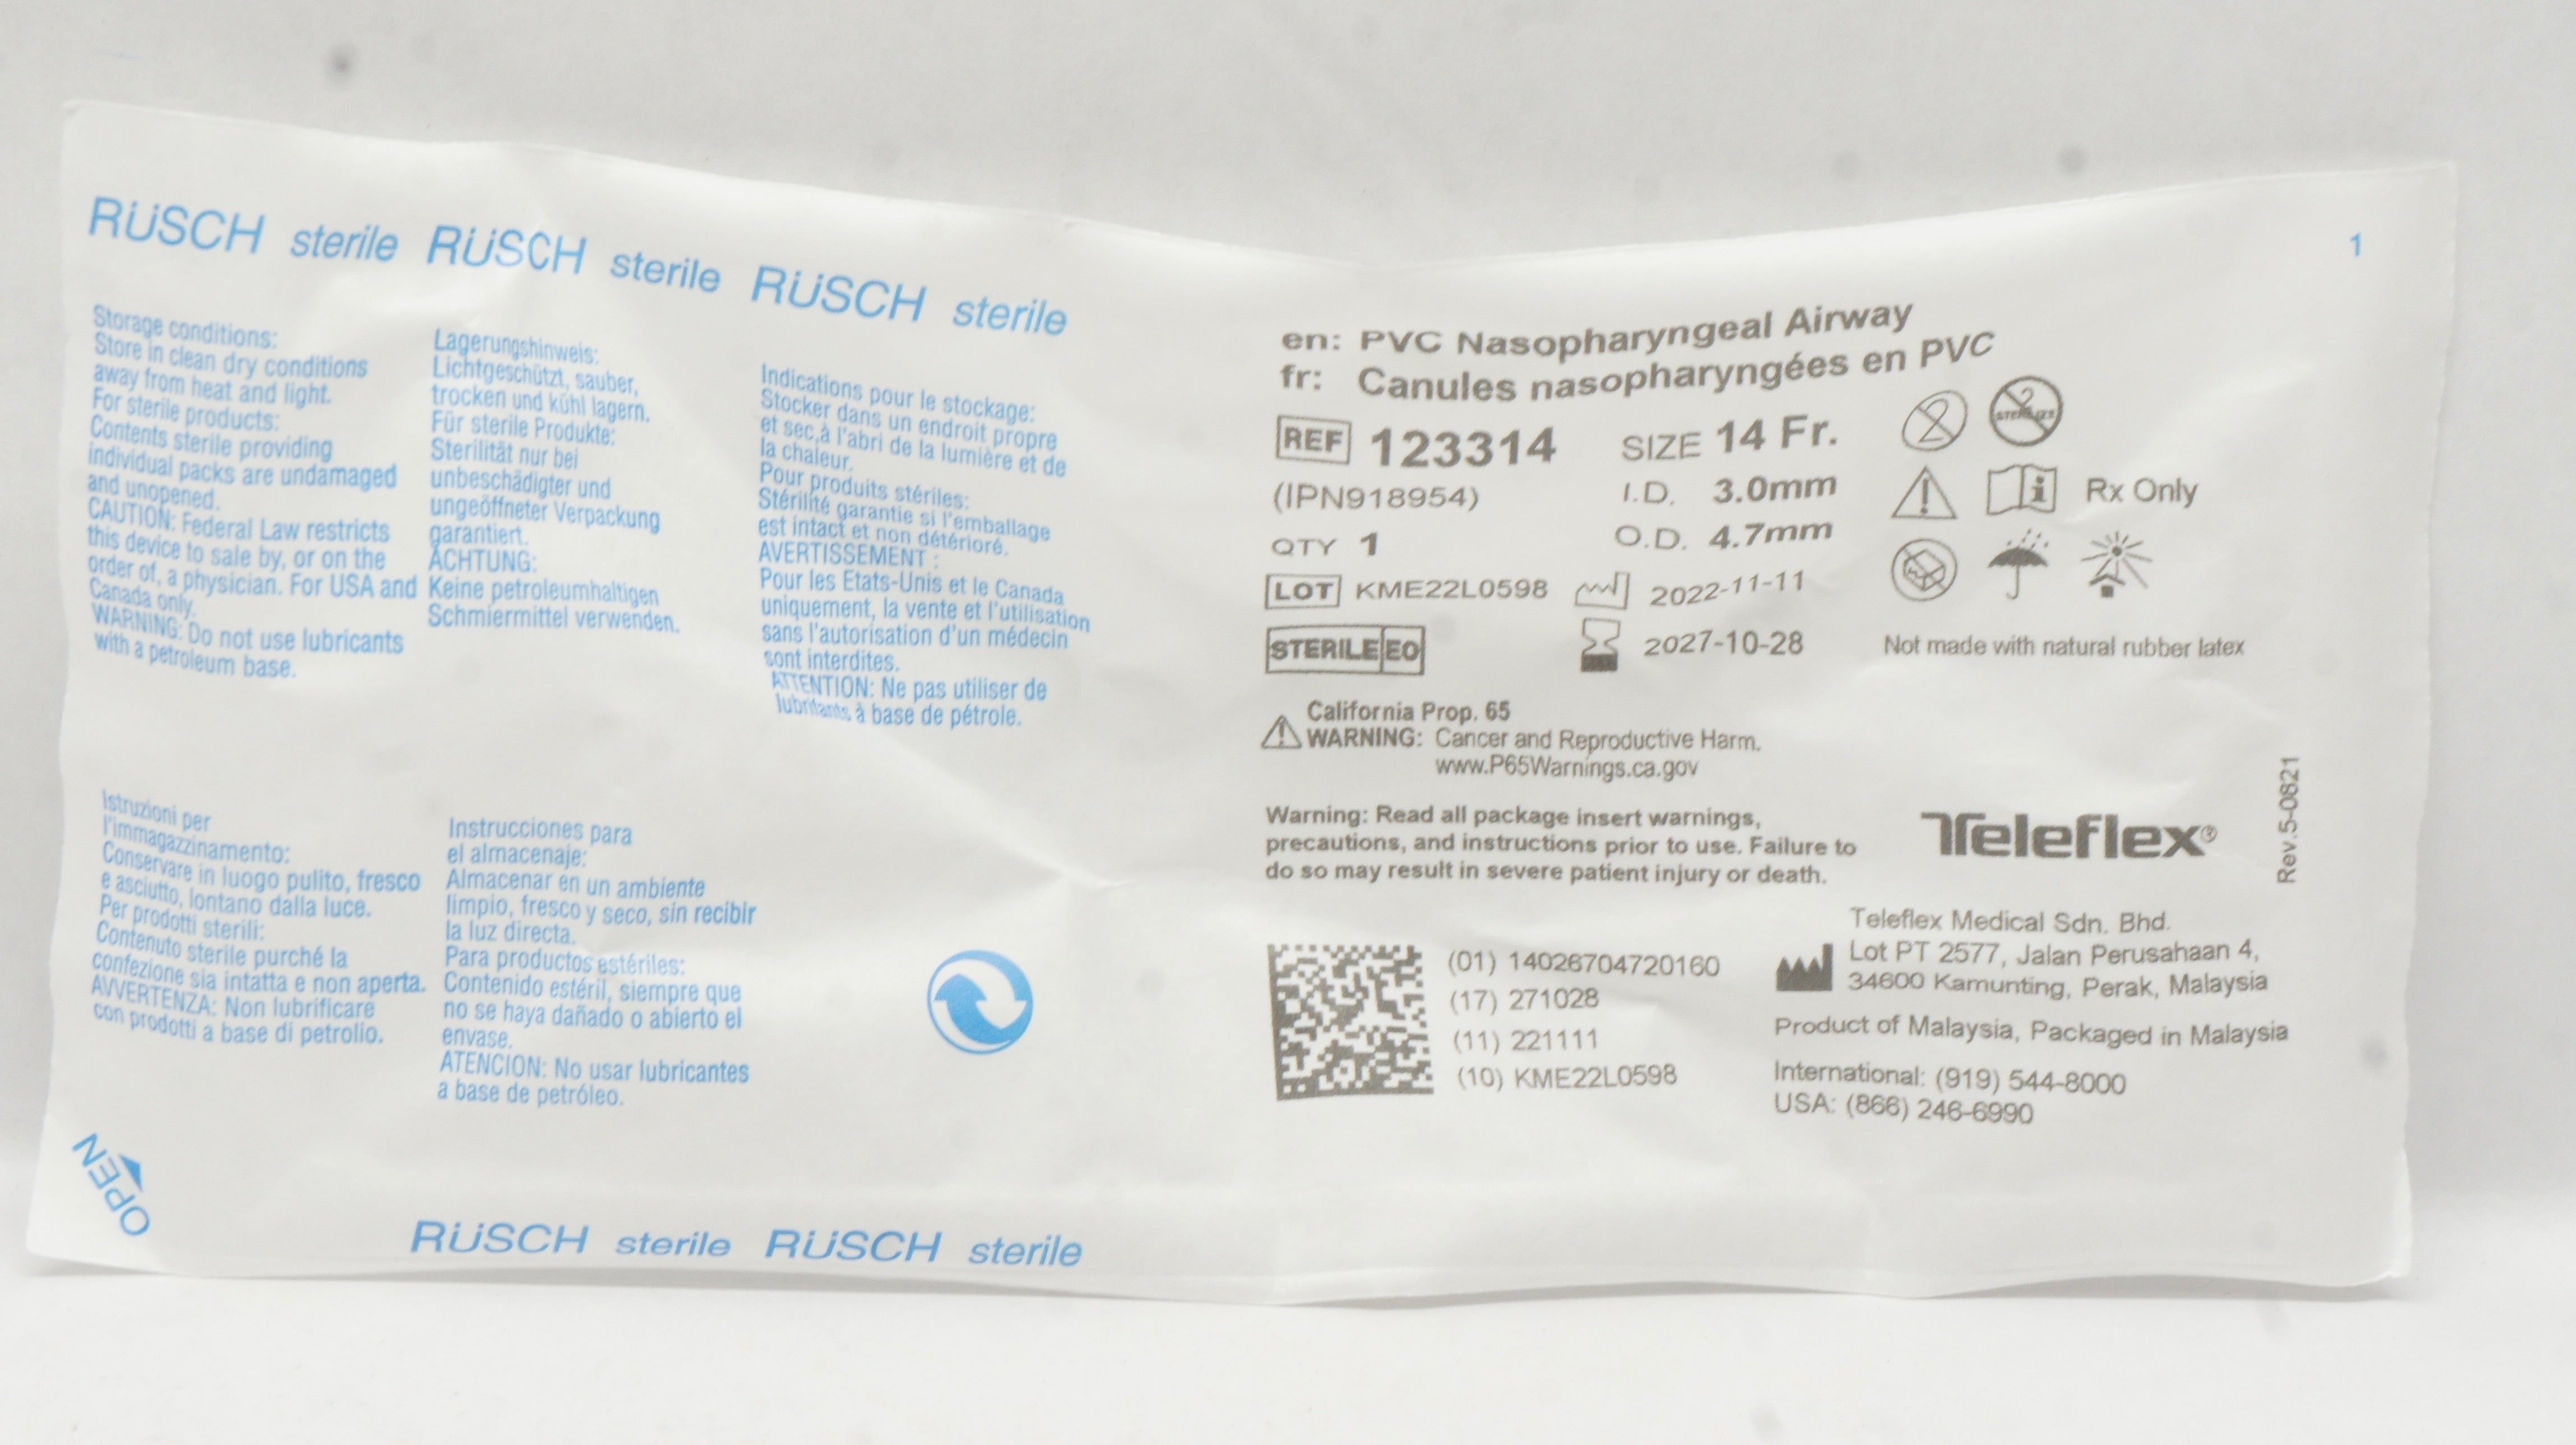 RÜSCH sterile RÜSCH sterile RÜSCH sterile
1
Storage conditions:
Store in clean dry conditions
away from heat and light.
For sterile products:
Contents sterile providing
individual packs are undamaged
and unopened.
CAUTION: Federal Law restricts
this device to sale by, or on the
order of, a physician. For USA and
Canada only.
WARNING: Do not use lubricants
with a petroleum base.
Lagerungshinweis:
Lichtgeschützt, sauber,
trocken und kühl lagern.
Für sterile Produkte:
Sterilität nur bei
unbeschädigter und
ungeöffneter Verpackung
garantiert.
ACHTUNG:
Keine petroleumhaltigen
Schmiermittel verwenden.
Indications pour le stockage:
Stocker dans un endroit propre
et sec,à l'abri de la lumière et de
la chaleur.
Pour produits stériles:
Stérilité garantie si l'emballage
est intact et non détérioré.
AVERTISSEMENT :
Pour les Etats-Unis et le Canada
uniquement, la vente et l'utilisation
sans l'autorisation d'un médecin
sont interdites.
ATTENTION: Ne pas utiliser de
lubrifants à base de pétrole.
Istruzioni per
l'immagazzinamento:
Conservare in luogo pulito, fresco
e asciutto, lontano dalla luce.
Per prodotti sterili:
Contenuto sterile purché la
confezione sia intatta e non aperta.
AVVERTENZA: Non lubrificare
con prodotti a base di petrolio.
Instrucciones para
el almacenaje:
Almacenar en un ambiente
limpio, fresco y seco, sin recibir
la luz directa.
Para productos estériles:
Contenido estéril, siempre que
no se haya dañado o abierto el
envase.
ATENCION: No usar lubricantes
a base de petróleo.
OPEN
RÜSCH sterile RÜSCH sterile
en: PVC Nasopharyngeal Airway
fr: Canules nasopharyngées en PVC
REF 123314 SIZE 14 Fr.
(IPN918954) I.D. 3.0mm
QTY 1 O.D. 4.7mm
LOT KME22L0598 2022-11-11
STERILE EO 2027-10-28
2 2
STERILIZE
i Rx Only
Not made with natural rubber latex
California Prop. 65
WARNING: Cancer and Reproductive Harm.
www.P65Warnings.ca.gov
Warning: Read all package insert warnings,
precautions, and instructions prior to use. Failure to
do so may result in severe patient injury or death.
Teleflex®
Rev.5-0821
(01) 14026704720160
(17) 271028
(11) 221111
(10) KME22L0598
Teleflex Medical Sdn. Bhd.
Lot PT 2577, Jalan Perusahaan 4,
34600 Kamunting, Perak, Malaysia
Product of Malaysia, Packaged in Malaysia
International: (919) 544-8000
USA: (866) 246-6990